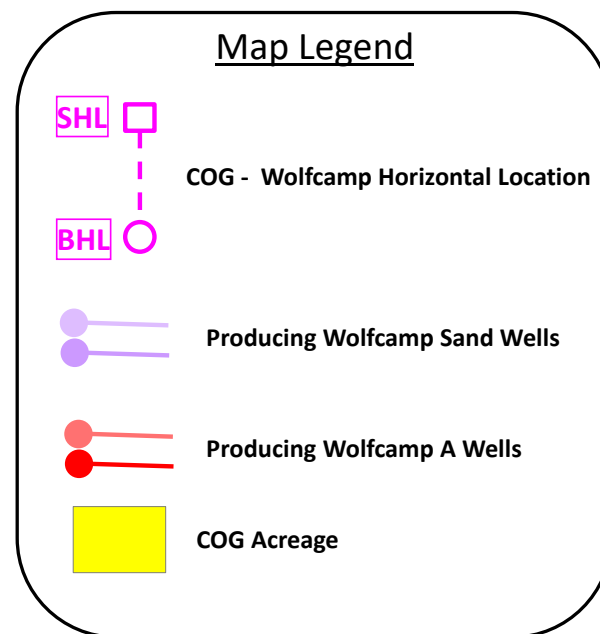 Map Legend
SHL
COG - Wolfcamp Horizontal Location
BHL
Producing Wolfcamp Sand Wells
Producing Wolfcamp A Wells
COG Acreage